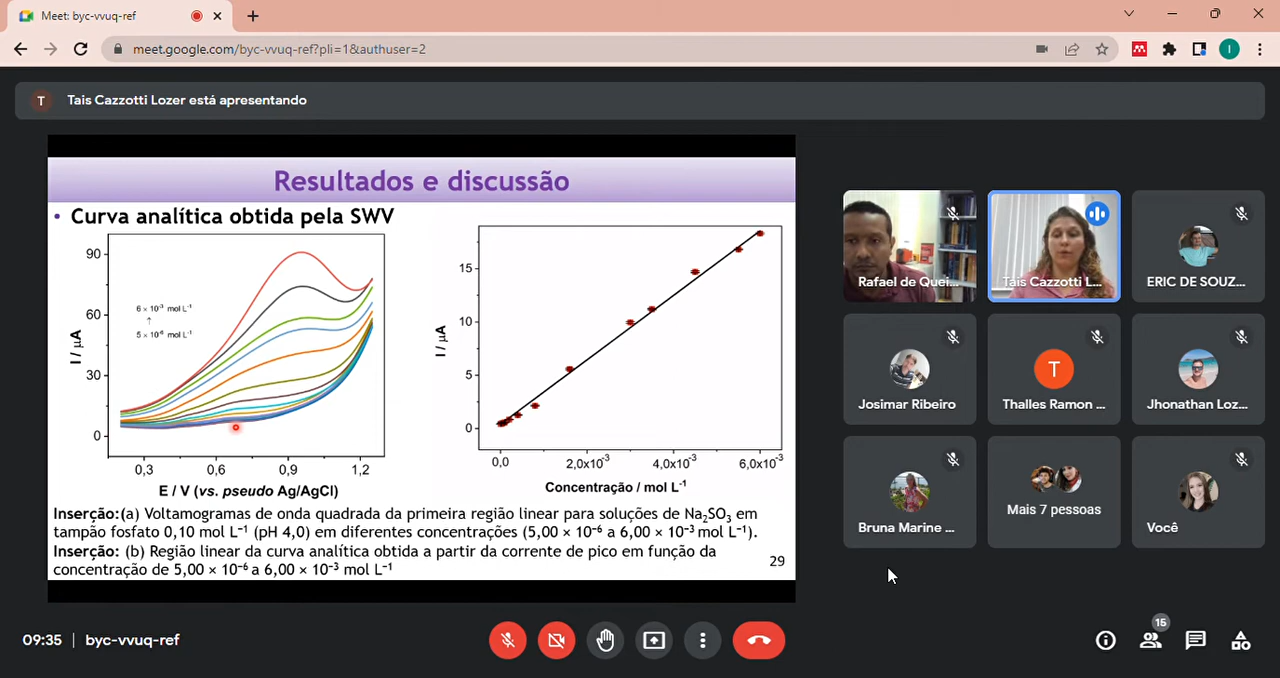 Meet: byc-vvuq-ref
meet.google.com/byc-vvuq-ref?pli=1&authuser=2
I
T
Tais Cazzotti Lozer está apresentando
Resultados e discussão
• Curva analítica obtida pela SWV
90
60
30
0
I / µA
6 × 10⁻³ mol L⁻¹
↑
5 × 10⁻⁶ mol L⁻¹
0,3 0,6 0,9 1,2
E / V (vs. pseudo Ag/AgCl)
15
10
5
0
I / µA
0,0 2,0x10⁻³ 4,0x10⁻³ 6,0x10⁻³
Concentração / mol L⁻¹
Inserção:(a) Voltamogramas de onda quadrada da primeira região linear para soluções de Na₂SO₃ em
tampão fosfato 0,10 mol L⁻¹ (pH 4,0) em diferentes concentrações (5,00 × 10⁻⁶ a 6,00 × 10⁻³ mol L⁻¹).
Inserção: (b) Região linear da curva analítica obtida a partir da corrente de pico em função da
concentração de 5,00 × 10⁻⁶ a 6,00 × 10⁻³ mol L⁻¹
29
Rafael de Quei...
Tais Cazzotti L...
ERIC DE SOUZ...
Josimar Ribeiro
T
Thalles Ramon ...
Jhonathan Loz...
Bruna Marine ...
Mais 7 pessoas
Você
09:35 | byc-vvuq-ref
15